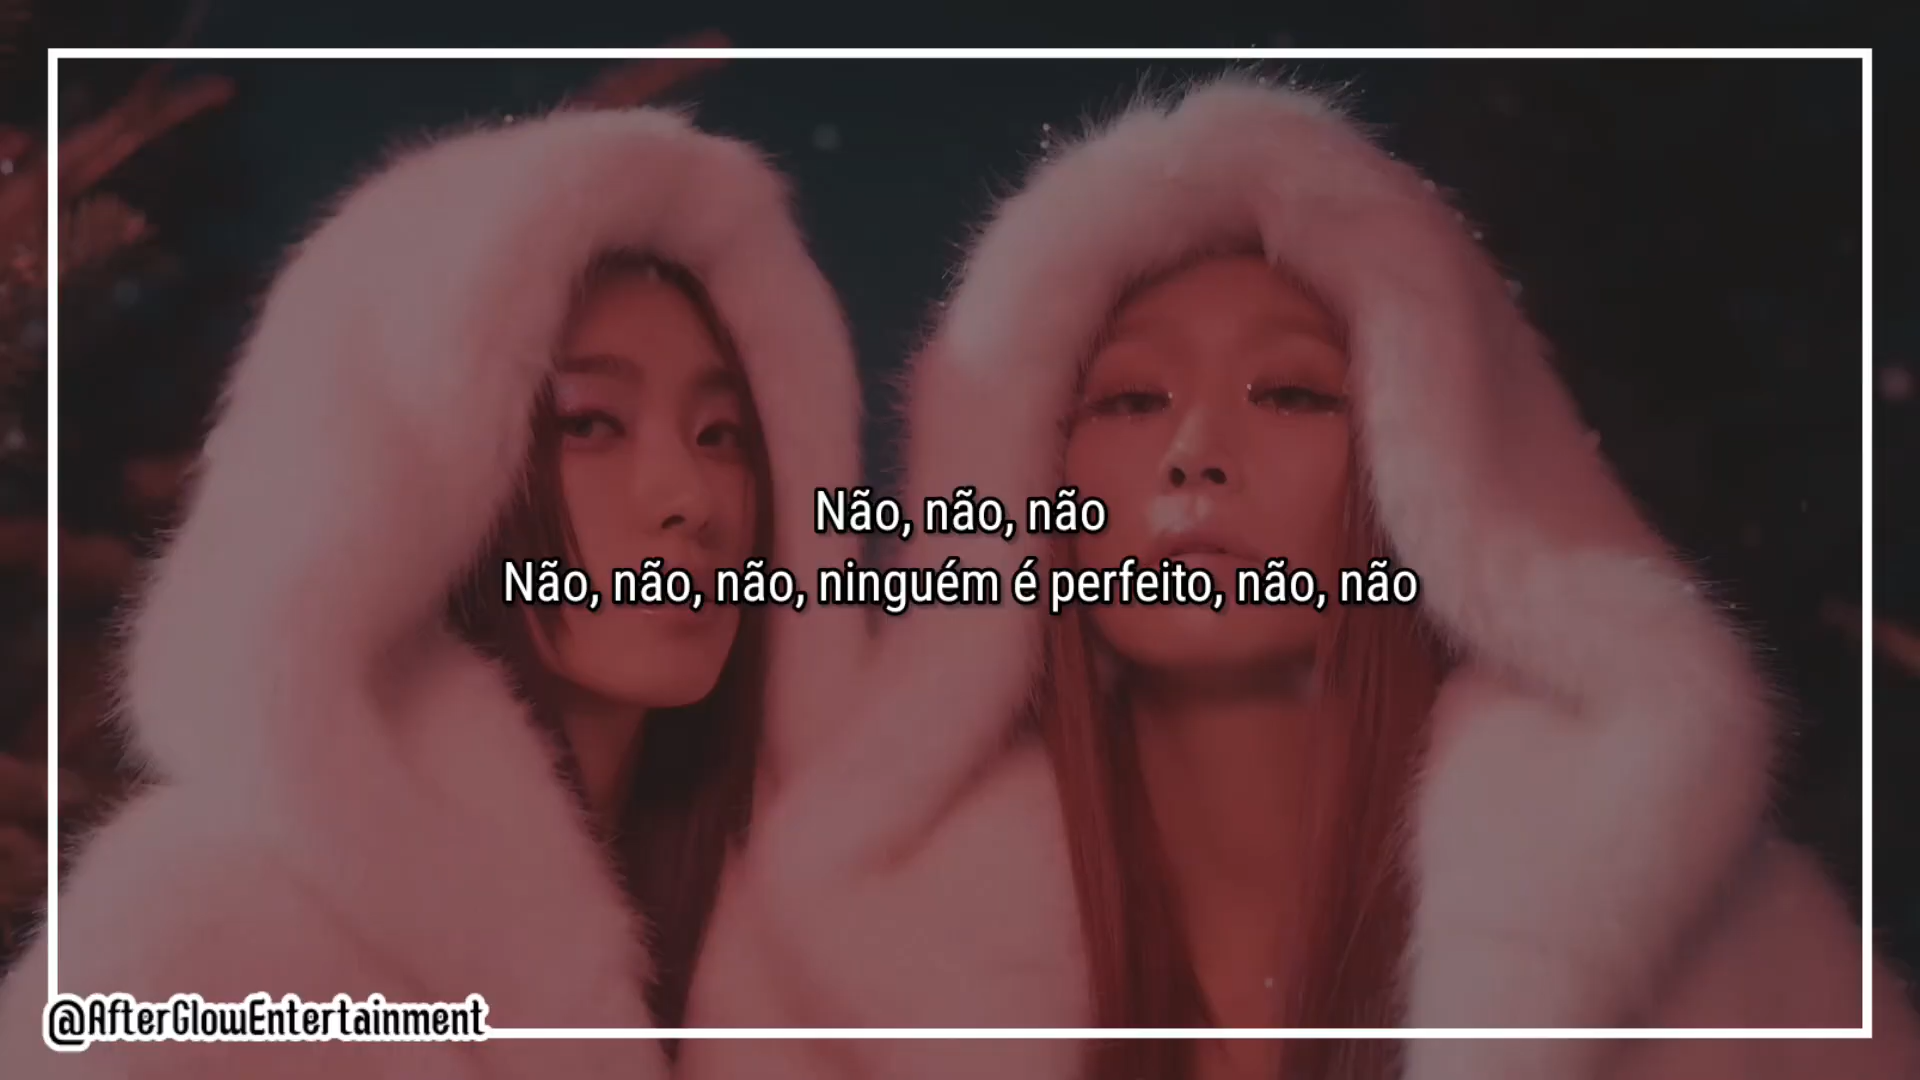 Não, não, não
Não, não, não, ninguém é perfeito, não, não
@AfterGlowEntertainment